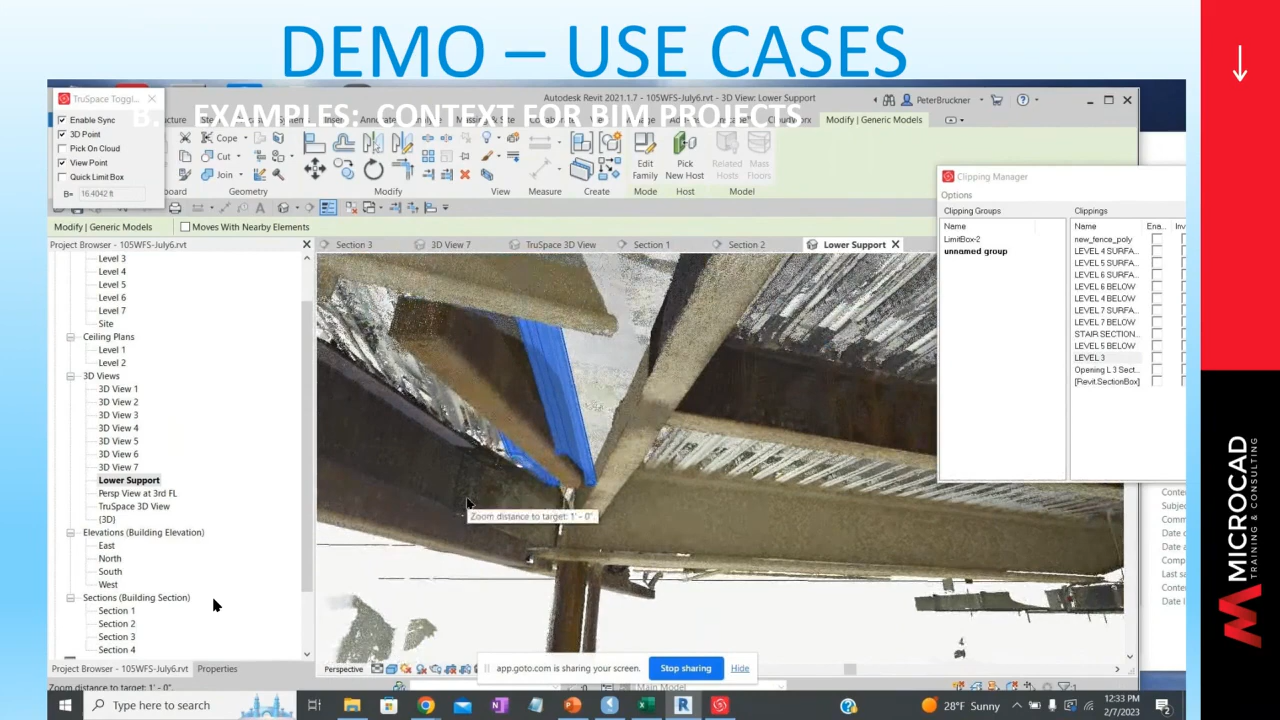 DEMO – USE CASES
B. EXAMPLES: CONTEXT FOR BIM PROJECTS
TruSpace Toggl...
Enable Sync
3D Point
Pick On Cloud
View Point
Quick Limit Box
B= 16.4042 ft
Autodesk Revit 2021.1.7 - 105WFS-July6.rvt - 3D View: Lower Support
PeterBruckner
Modify | Generic Models
Cope
Cut
Join
Edit Family
Pick New Host
Related Hosts
Mass Floors
Geometry
Modify
View
Measure
Create
Mode
Host
Model
Modify | Generic Models
Moves With Nearby Elements
Project Browser - 105WFS-July6.rvt
Section 3
3D View 7
TruSpace 3D View
Section 1
Section 2
Lower Support
Level 3
Level 4
Level 5
Level 6
Level 7
Site
Ceiling Plans
Level 1
Level 2
3D Views
3D View 1
3D View 2
3D View 3
3D View 4
3D View 5
3D View 6
3D View 7
Lower Support
Persp View at 3rd FL
TruSpace 3D View
{3D}
Elevations (Building Elevation)
East
North
South
West
Sections (Building Section)
Section 1
Section 2
Section 3
Section 4
Project Browser - 105WFS-July6.rvt
Properties
Zoom distance to target: 1' - 0"
Clipping Manager
Options
Clipping Groups
Clippings
Name
LimitBox-2
unnamed group
Name Ena... Inv
new_fence_poly
LEVEL 4 SURFA...
LEVEL 5 SURFA...
LEVEL 6 SURFA...
LEVEL 6 BELOW
LEVEL 4 BELOW
LEVEL 7 SURFA...
LEVEL 7 BELOW
STAIR SECTION...
LEVEL 5 BELOW
LEVEL 3
Opening L 3 Sect...
[Revit.SectionBox]
Perspective
app.goto.com is sharing your screen.
Stop sharing
Hide
Zoom distance to target: 1' - 0".
Main Model
Type here to search
28°F Sunny
12:33 PM
2/7/2023
2
MICROCAD
TRAINING & CONSULTING